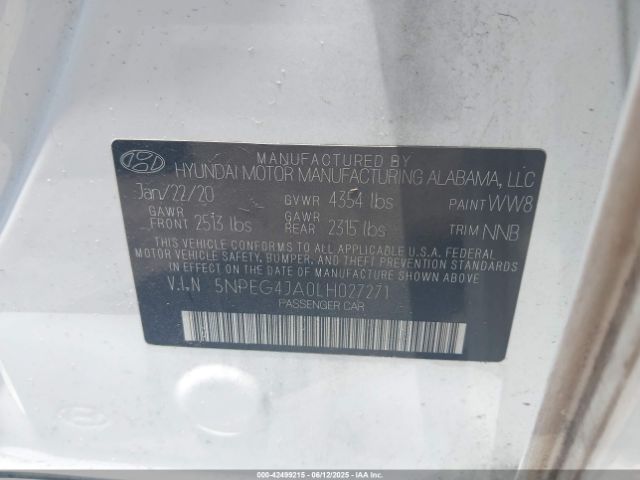 MANUFACTURED BY
HYUNDAI MOTOR MANUFACTURING ALABAMA, LLC
Jan/22/20 GVWR 4354 lbs PAINT WW8
GAWR FRONT 2513 lbs GAWR REAR 2315 lbs TRIM NNB
THIS VEHICLE CONFORMS TO ALL APPLICABLE U.S.A. FEDERAL
MOTOR VEHICLE SAFETY, BUMPER, AND THEFT PREVENTION
STANDARDS IN EFFECT ON THE DATE OF MANUFACTURE SHOWN ABOVE.
V.I.N 5NPEG4JA0LH027271
PASSENGER CAR
000-42499215 - 06/12/2025 - IAAI.COM